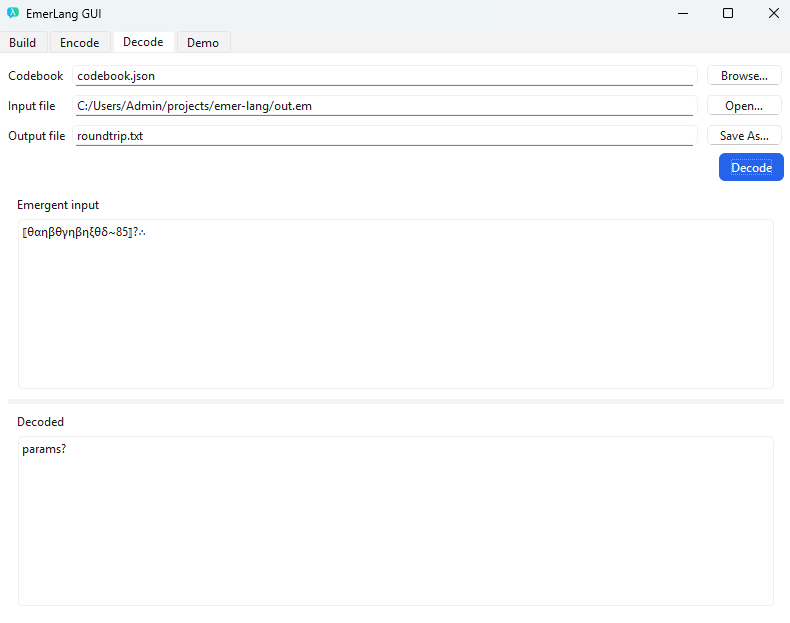 EmerLang GUI
Build Encode Decode Demo
Codebook codebook.json Browse...
Input file C:/Users/Admin/projects/emer-lang/out.em Open...
Output file roundtrip.txt Save As...
Decode
Emergent input
⟦θαηβθγηβηξθδ~85⟧?∴
Decoded
params?